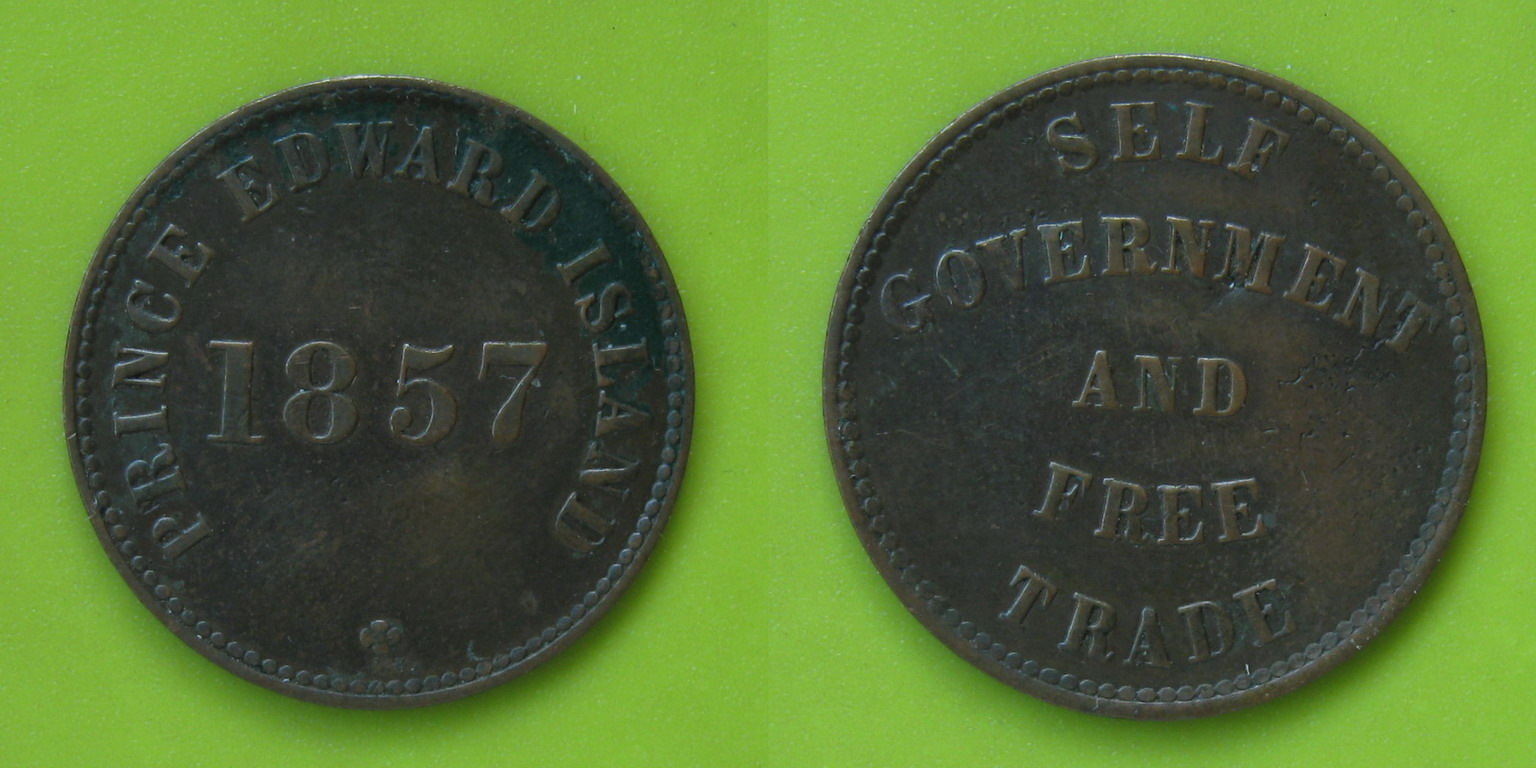 PRINCE EDWARD ISLAND
1857
SELF
GOVERNMENT
AND
FREE
TRADE